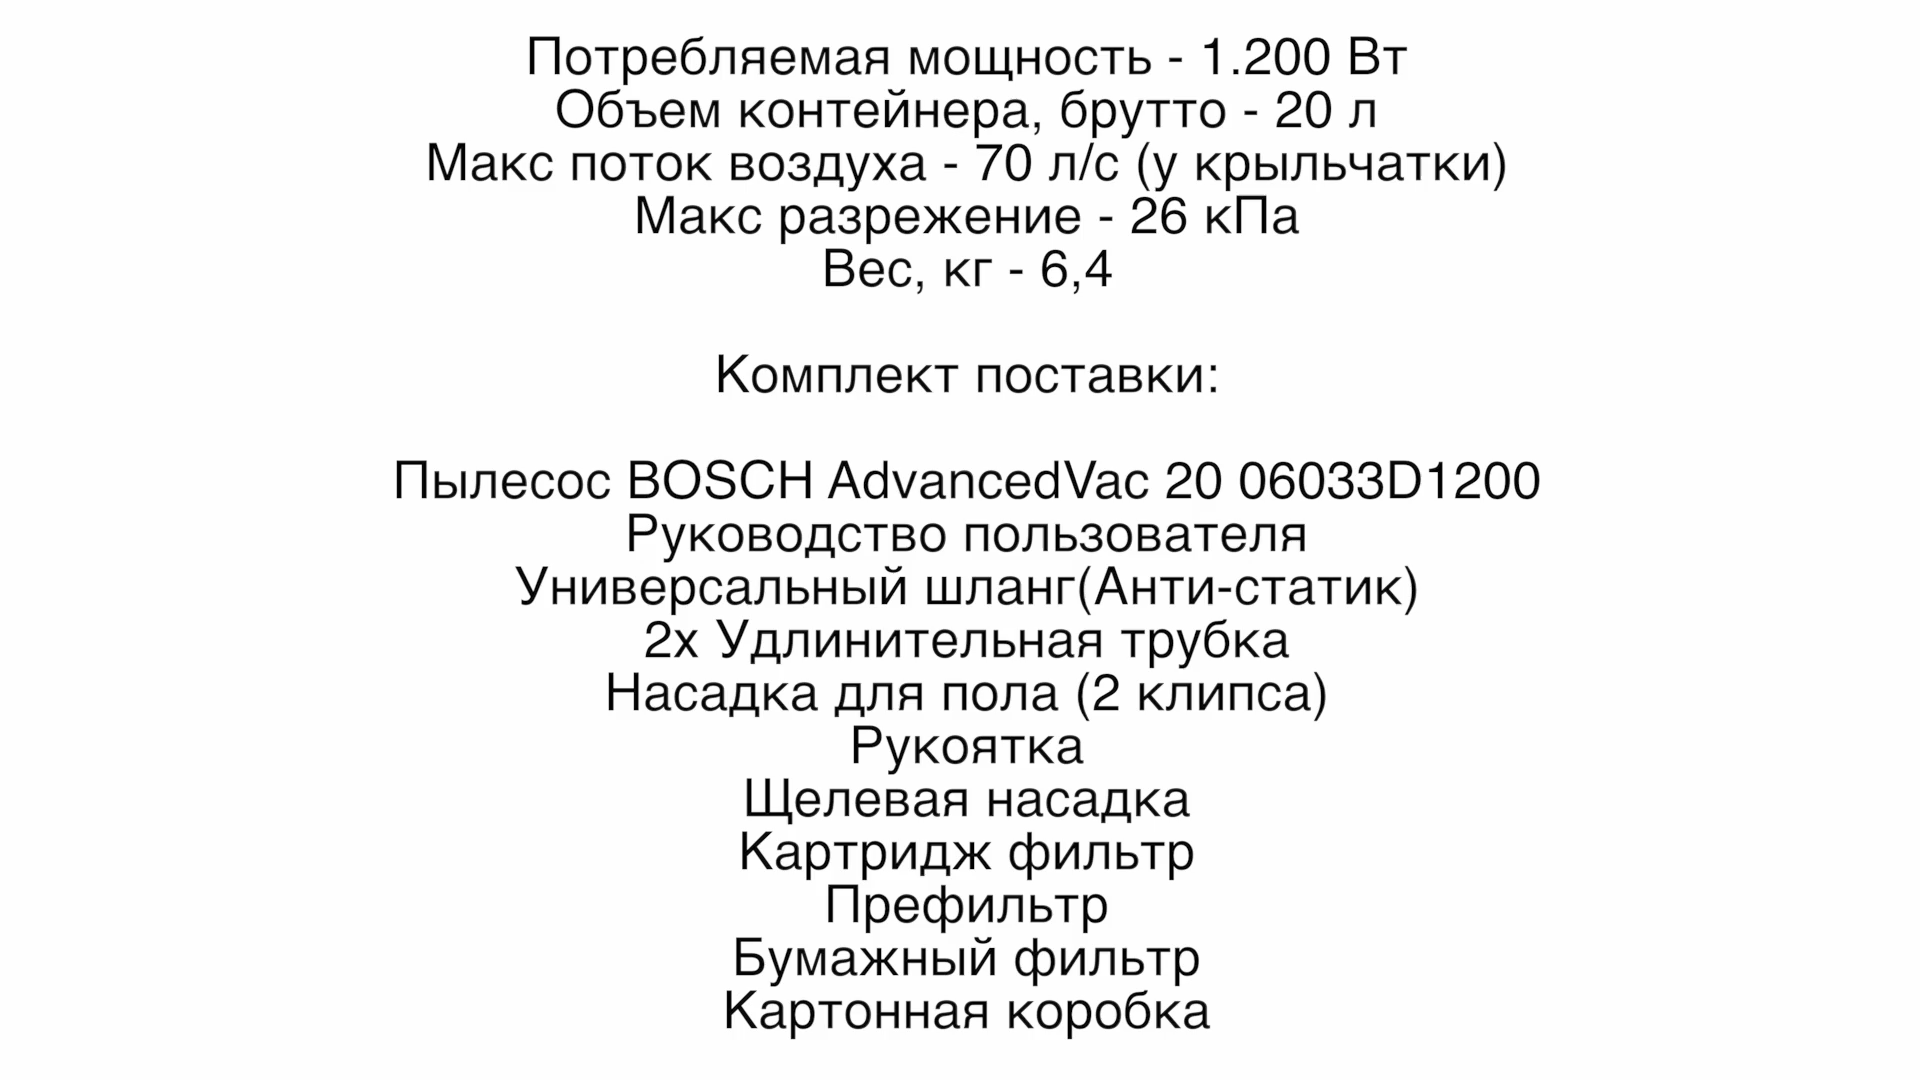 Потребляемая мощность - 1.200 Вт
Объем контейнера, брутто - 20 л
Макс поток воздуха - 70 л/с (у крыльчатки)
Макс разрежение - 26 кПа
Вес, кг - 6,4
Комплект поставки:
Пылесос BOSCH AdvancedVac 20 06033D1200
Руководство пользователя
Универсальный шланг(Анти-статик)
2х Удлинительная трубка
Насадка для пола (2 клипса)
Рукоятка
Щелевая насадка
Картридж фильтр
Префильтр
Бумажный фильтр
Картонная коробка